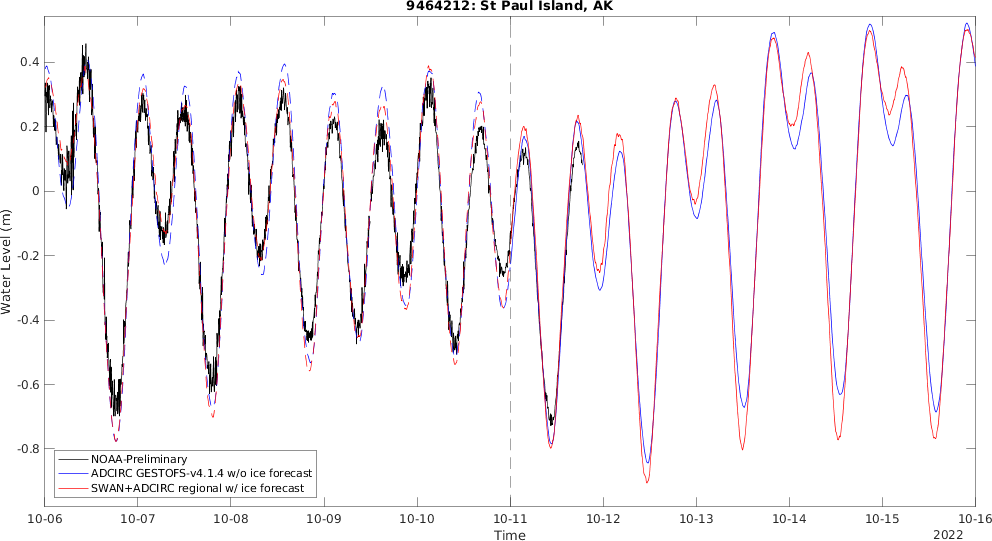 9464212: St Paul Island, AK
Water Level (m)
0.4
0.2
0
-0.2
-0.4
-0.6
-0.8
NOAA-Preliminary
ADCIRC GESTOFS-v4.1.4 w/o ice forecast
SWAN+ADCIRC regional w/ ice forecast
10-06 10-07 10-08 10-09 10-10 10-11 10-12 10-13 10-14 10-15 10-16
Time
2022